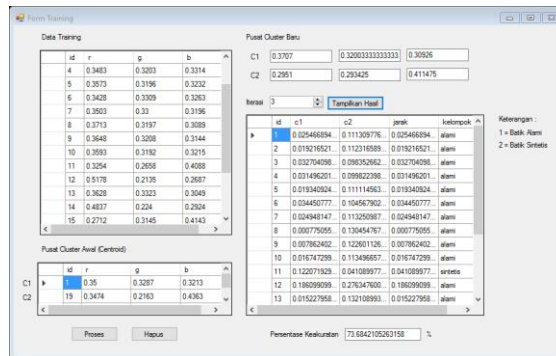 Form Training
Data Training
id r g b
4 0.3483 0.3203 0.3314
5 0.3573 0.3196 0.3232
6 0.3428 0.3309 0.3263
7 0.3503 0.33 0.3196
8 0.3713 0.3197 0.3089
9 0.3648 0.3208 0.3144
10 0.3593 0.3192 0.3215
11 0.3254 0.2658 0.4088
12 0.5178 0.2135 0.2687
13 0.3628 0.3323 0.3049
14 0.4837 0.224 0.2924
15 0.2712 0.3145 0.4143
Pusat Cluster Awal (Centroid)
id r g b
C1 1 0.35 0.3287 0.3213
C2 19 0.3474 0.2163 0.4363
Proses Hapus
Pusat Cluster Baru
C1 0.3707 0.32003333333333 0.30926
C2 0.2951 0.293425 0.411475
Iterasi 3 Tampilkan Hasil
id c1 c2 jarak kelompok
1 0.025466894... 0.111309776... 0.025466894... alami
2 0.019216521... 0.112316589... 0.019216521... alami
3 0.032704098... 0.098352662... 0.032704098... alami
4 0.031496201... 0.099822398... 0.031496201... alami
5 0.019340924... 0.111114563... 0.019340924... alami
6 0.034450777... 0.104567902... 0.034450777... alami
7 0.024948147... 0.113250987... 0.024948147... alami
8 0.000775055... 0.130454767... 0.000775055... alami
9 0.007862402... 0.122601126... 0.007862402... alami
10 0.016747299... 0.113496657... 0.016747299... alami
11 0.122071929... 0.041089977... 0.041089977... sintetis
12 0.186099099... 0.276347600... 0.186099099... alami
13 0.015227958... 0.132108993... 0.015227958... alami
Keterangan :
1 = Batik Alami
2 = Batik Sintetis
Persentase Keakuratan 73.6842105263158 %